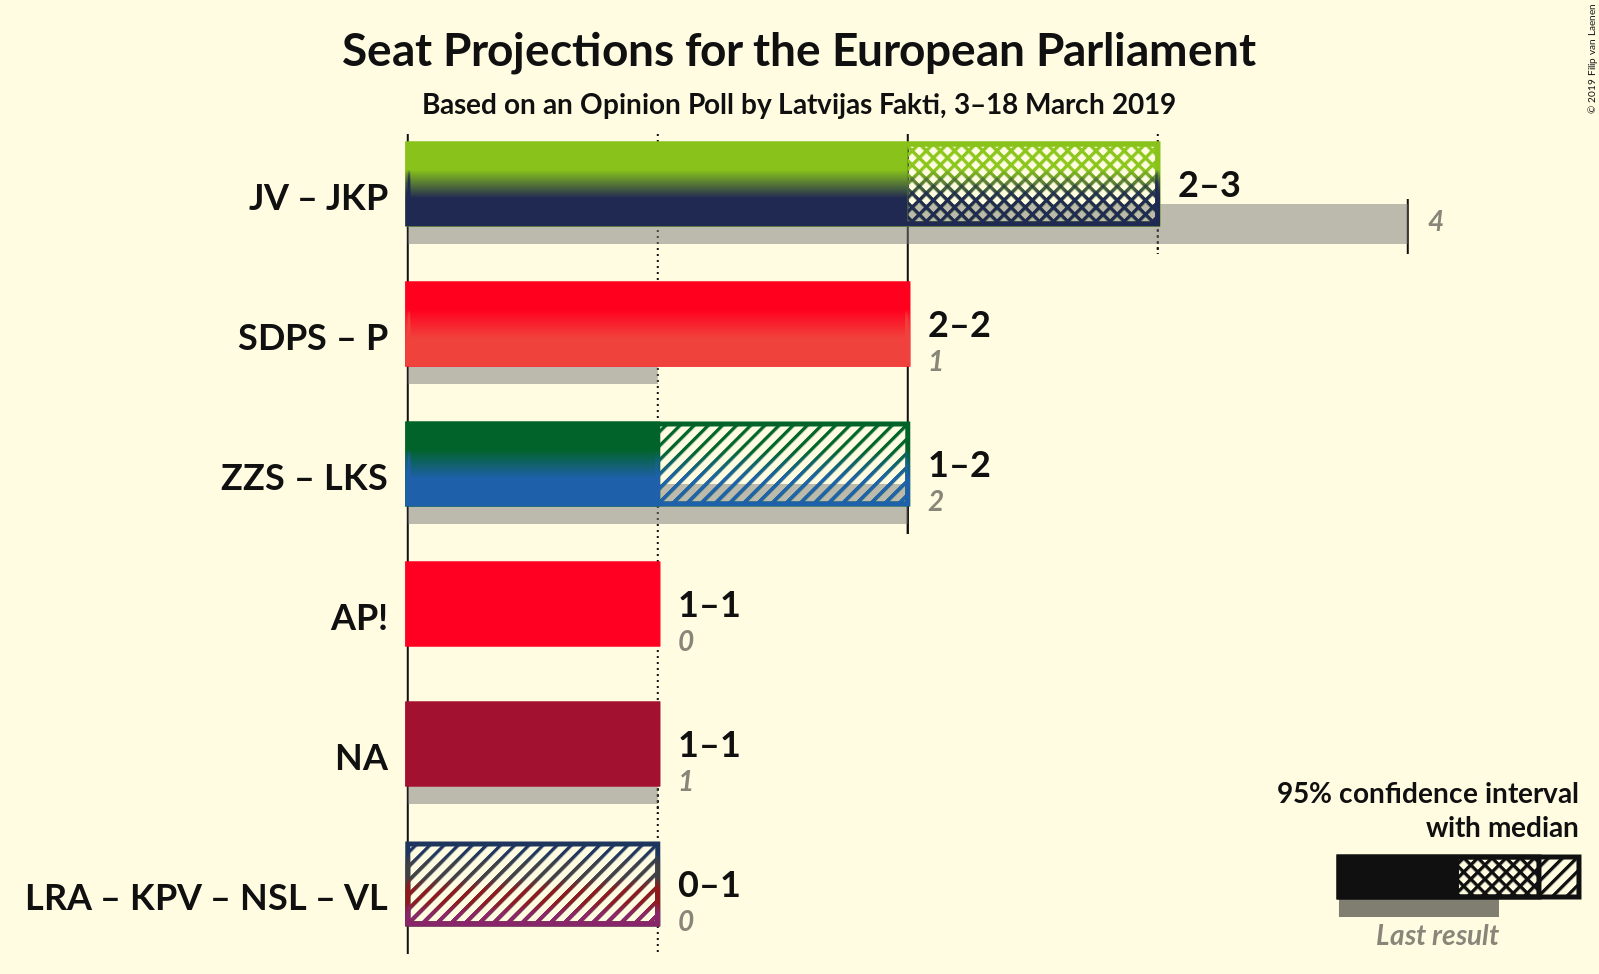 Seat Projections for the European Parliament
Based on an Opinion Poll by Latvijas Fakti, 3–18 March 2019
© 2019 Filip van Laenen
JV – JKP
2–3
4
SDPS – P
2–2
1
ZZS – LKS
1–2
2
AP!
1–1
0
NA
1–1
1
LRA – KPV – NSL – VL
0–1
0
95% confidence interval
with median
Last result